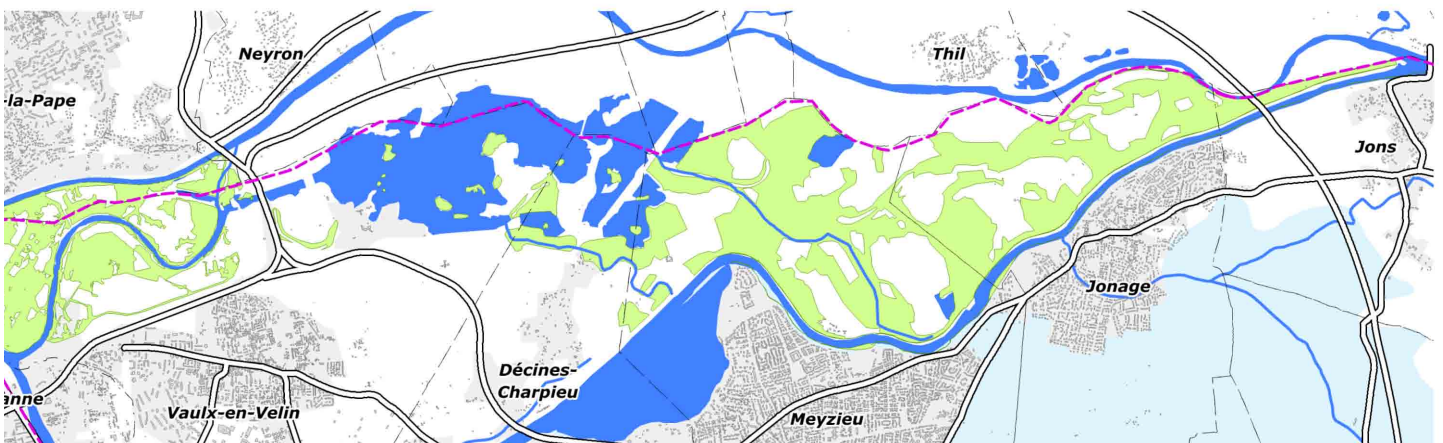 Neyron
Thil
-la-Pape
Jons
Jonage
Décines-
Charpieu
anne
Vaulx-en-Velin
Meyzieu